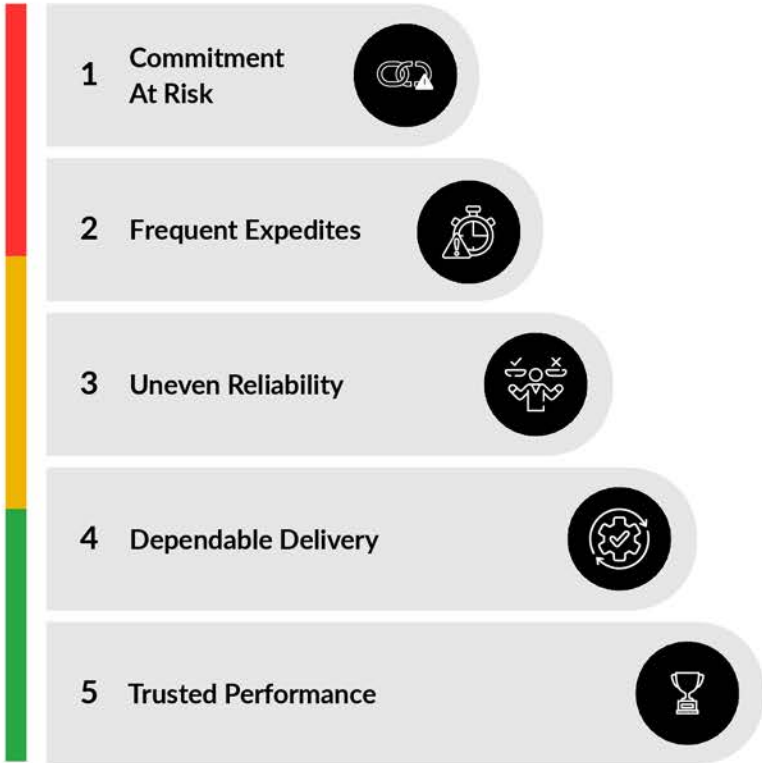 1 Commitment
At Risk
2 Frequent Expedites
3 Uneven Reliability
4 Dependable Delivery
5 Trusted Performance